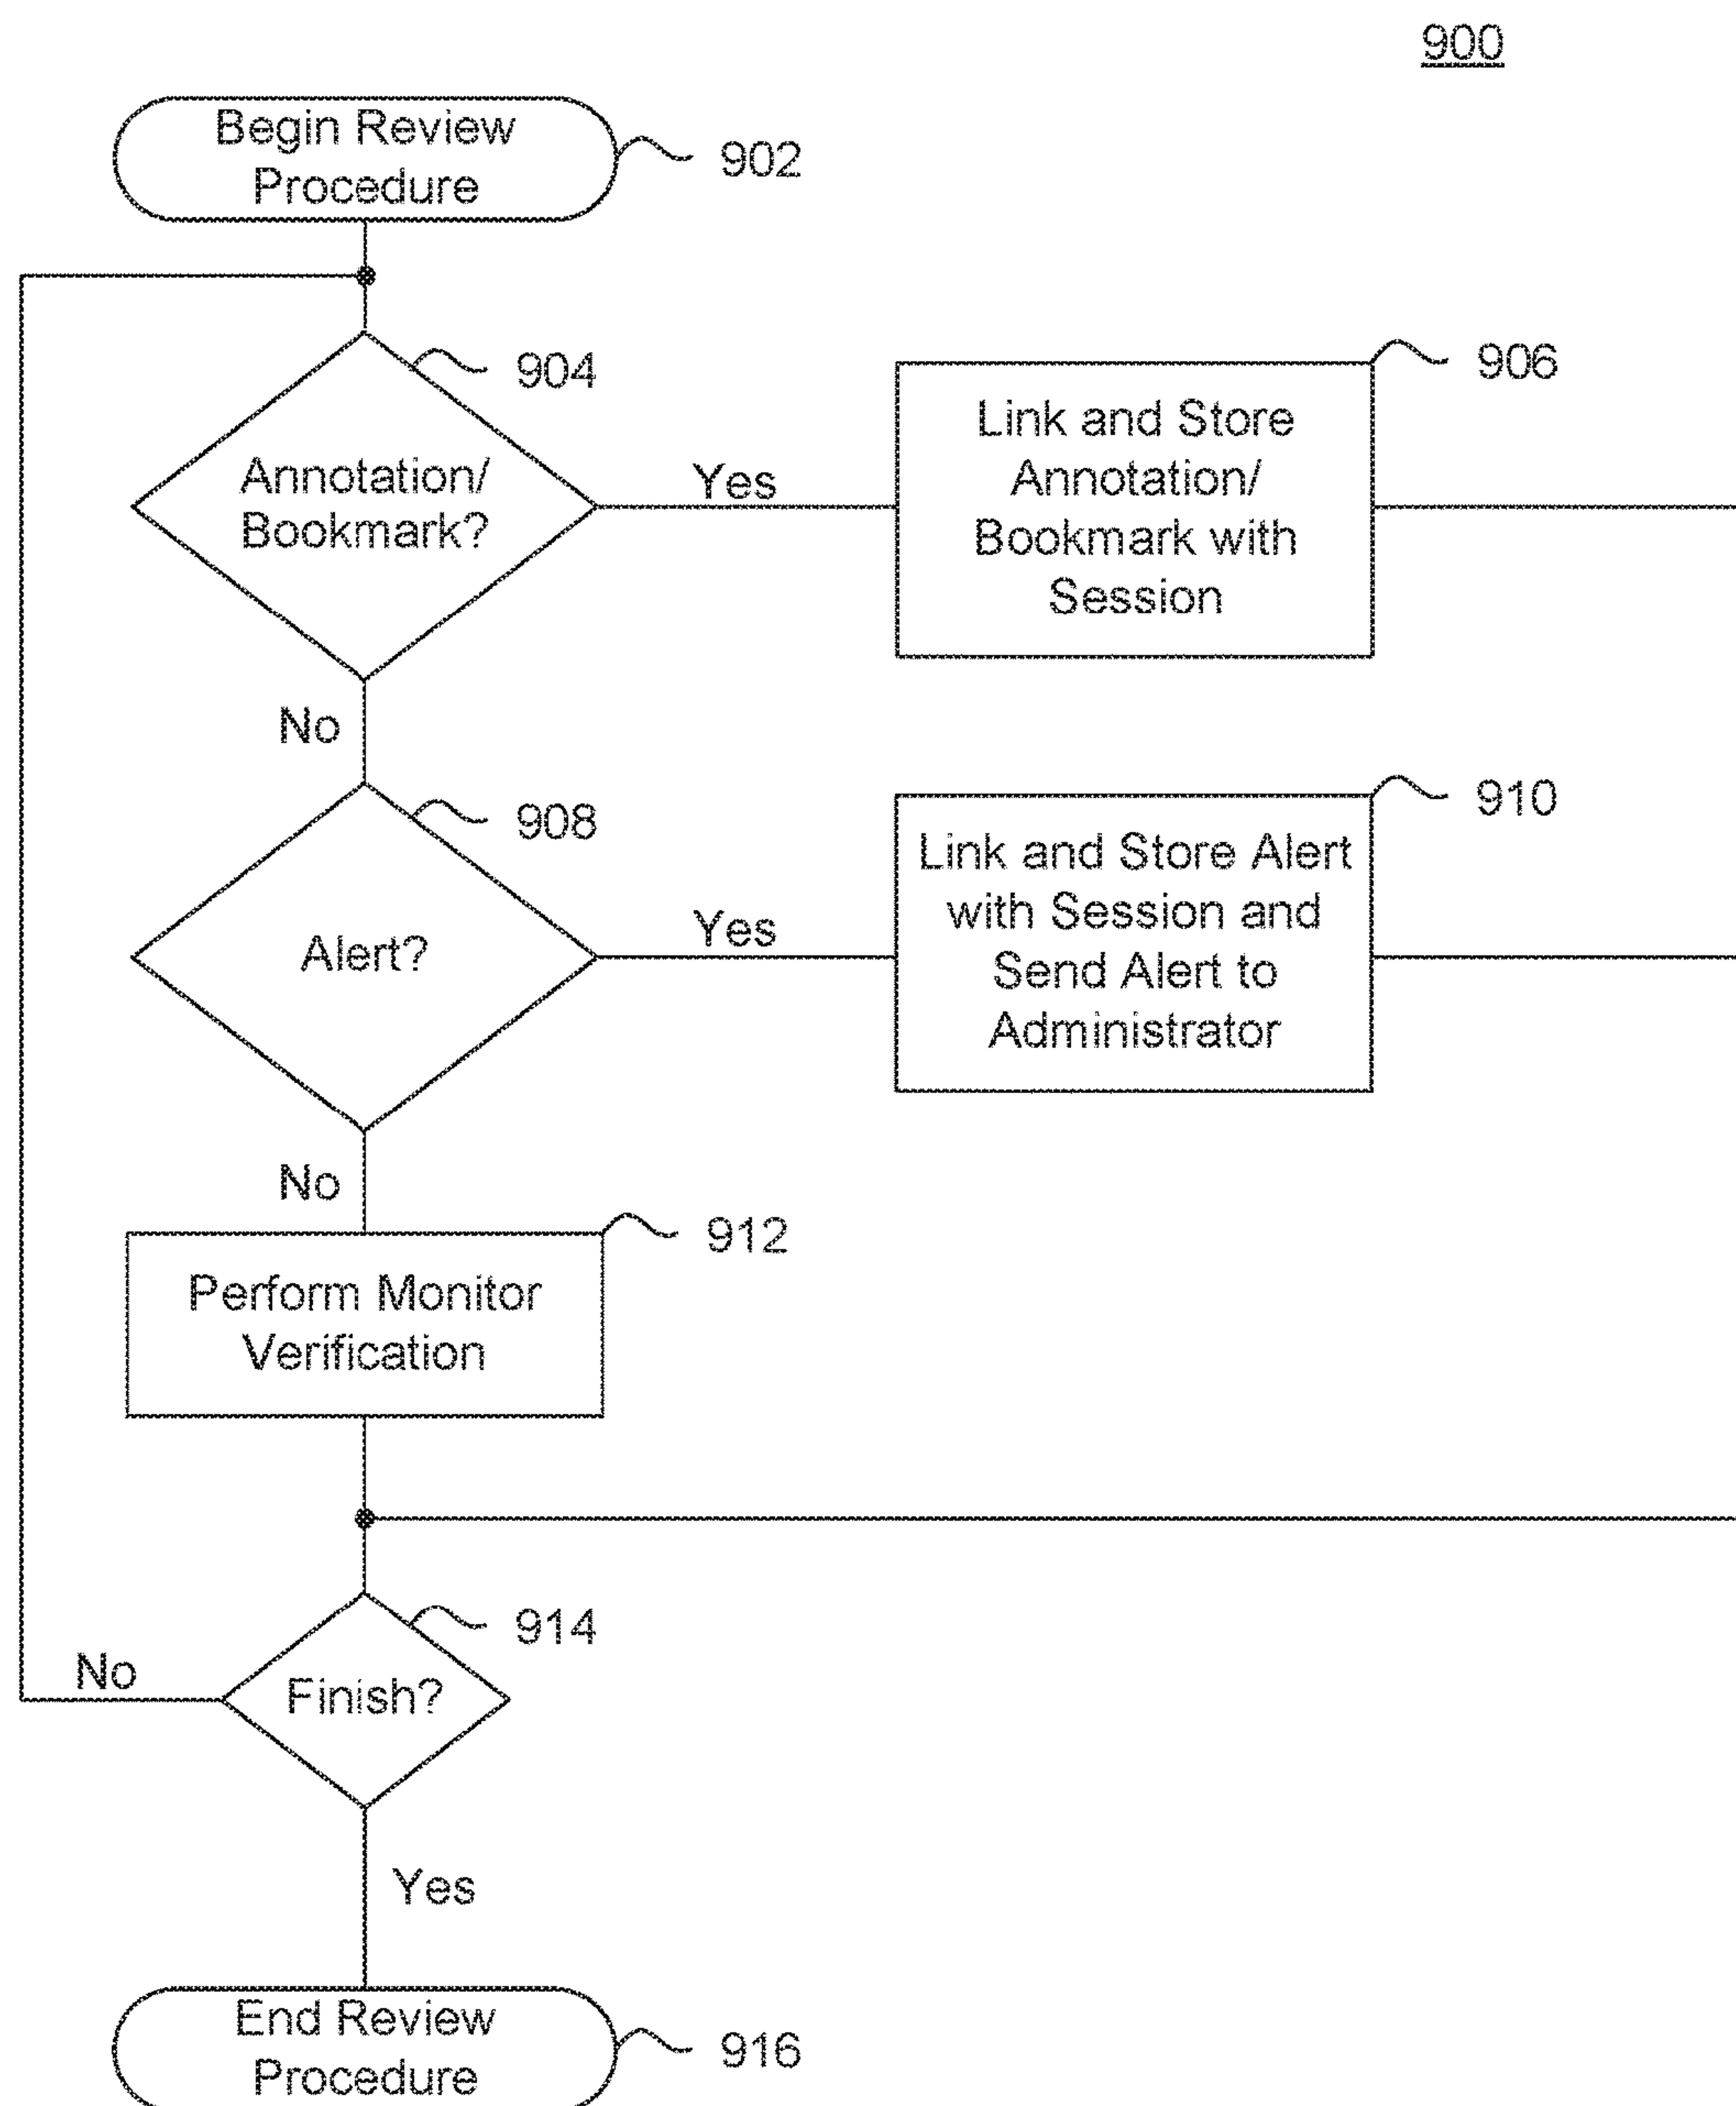 900
Begin Review
Procedure
902
904
Annotation/
Bookmark?
Yes
906
Link and Store
Annotation/
Bookmark with
Session
No
908
Alert?
Yes
910
Link and Store Alert
with Session and
Send Alert to
Administrator
No
912
Perform Monitor
Verification
914
Finish?
No
Yes
End Review
Procedure
916